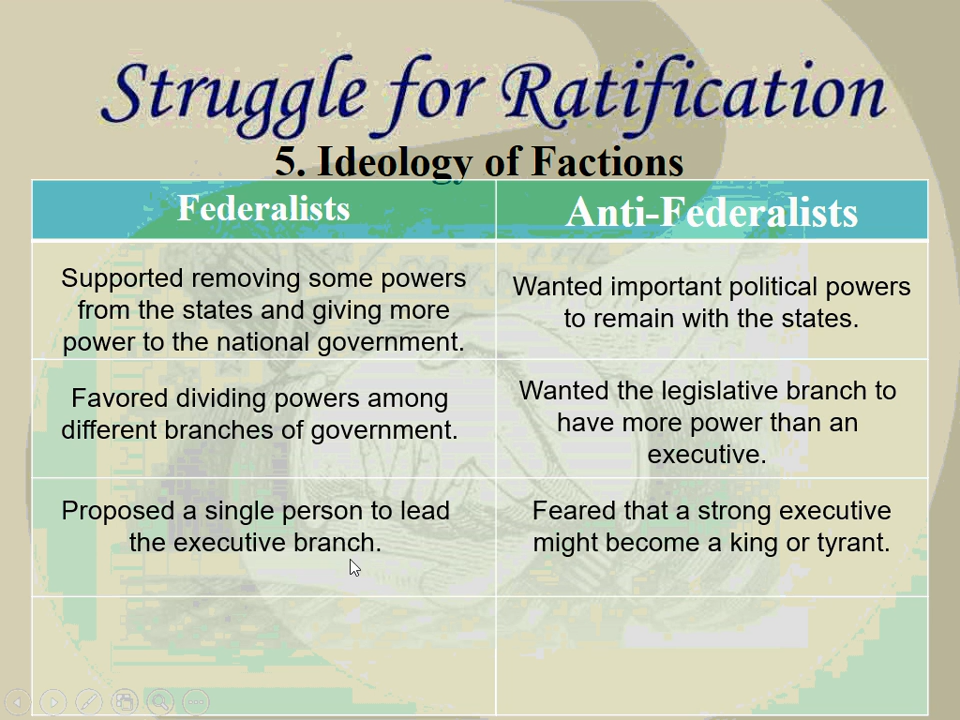 Struggle for Ratification
5. Ideology of Factions
Federalists
Anti-Federalists
Supported removing some powers
from the states and giving more
power to the national government.
Wanted important political powers
to remain with the states.
Favored dividing powers among
different branches of government.
Wanted the legislative branch to
have more power than an
executive.
Proposed a single person to lead
the executive branch.
Feared that a strong executive
might become a king or tyrant.